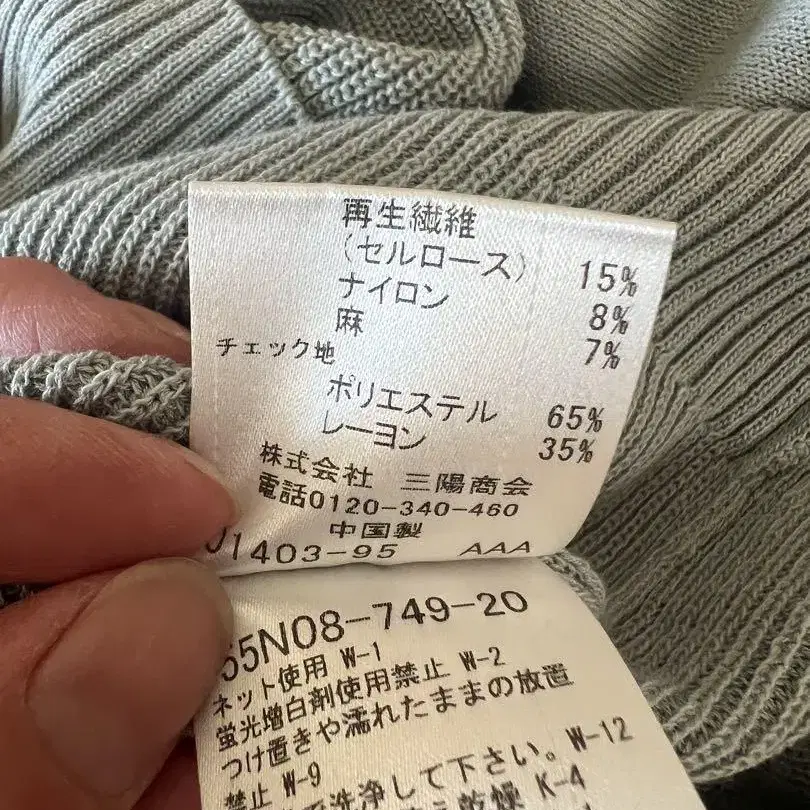 再生繊維
(セルロース) 15%
ナイロン 8%
麻 7%
チェック地
ポリエステル 65%
レーヨン 35%
株式会社 三陽商会
電話0120-340-460
中国製
01403-95 AAA
55N08-749-20
ネット使用 W-1
蛍光増白剤使用禁止 W-2
つけ置きや濡れたままの放置
禁止 W-9
洗浄して下さい。W-12
乾燥 K-4